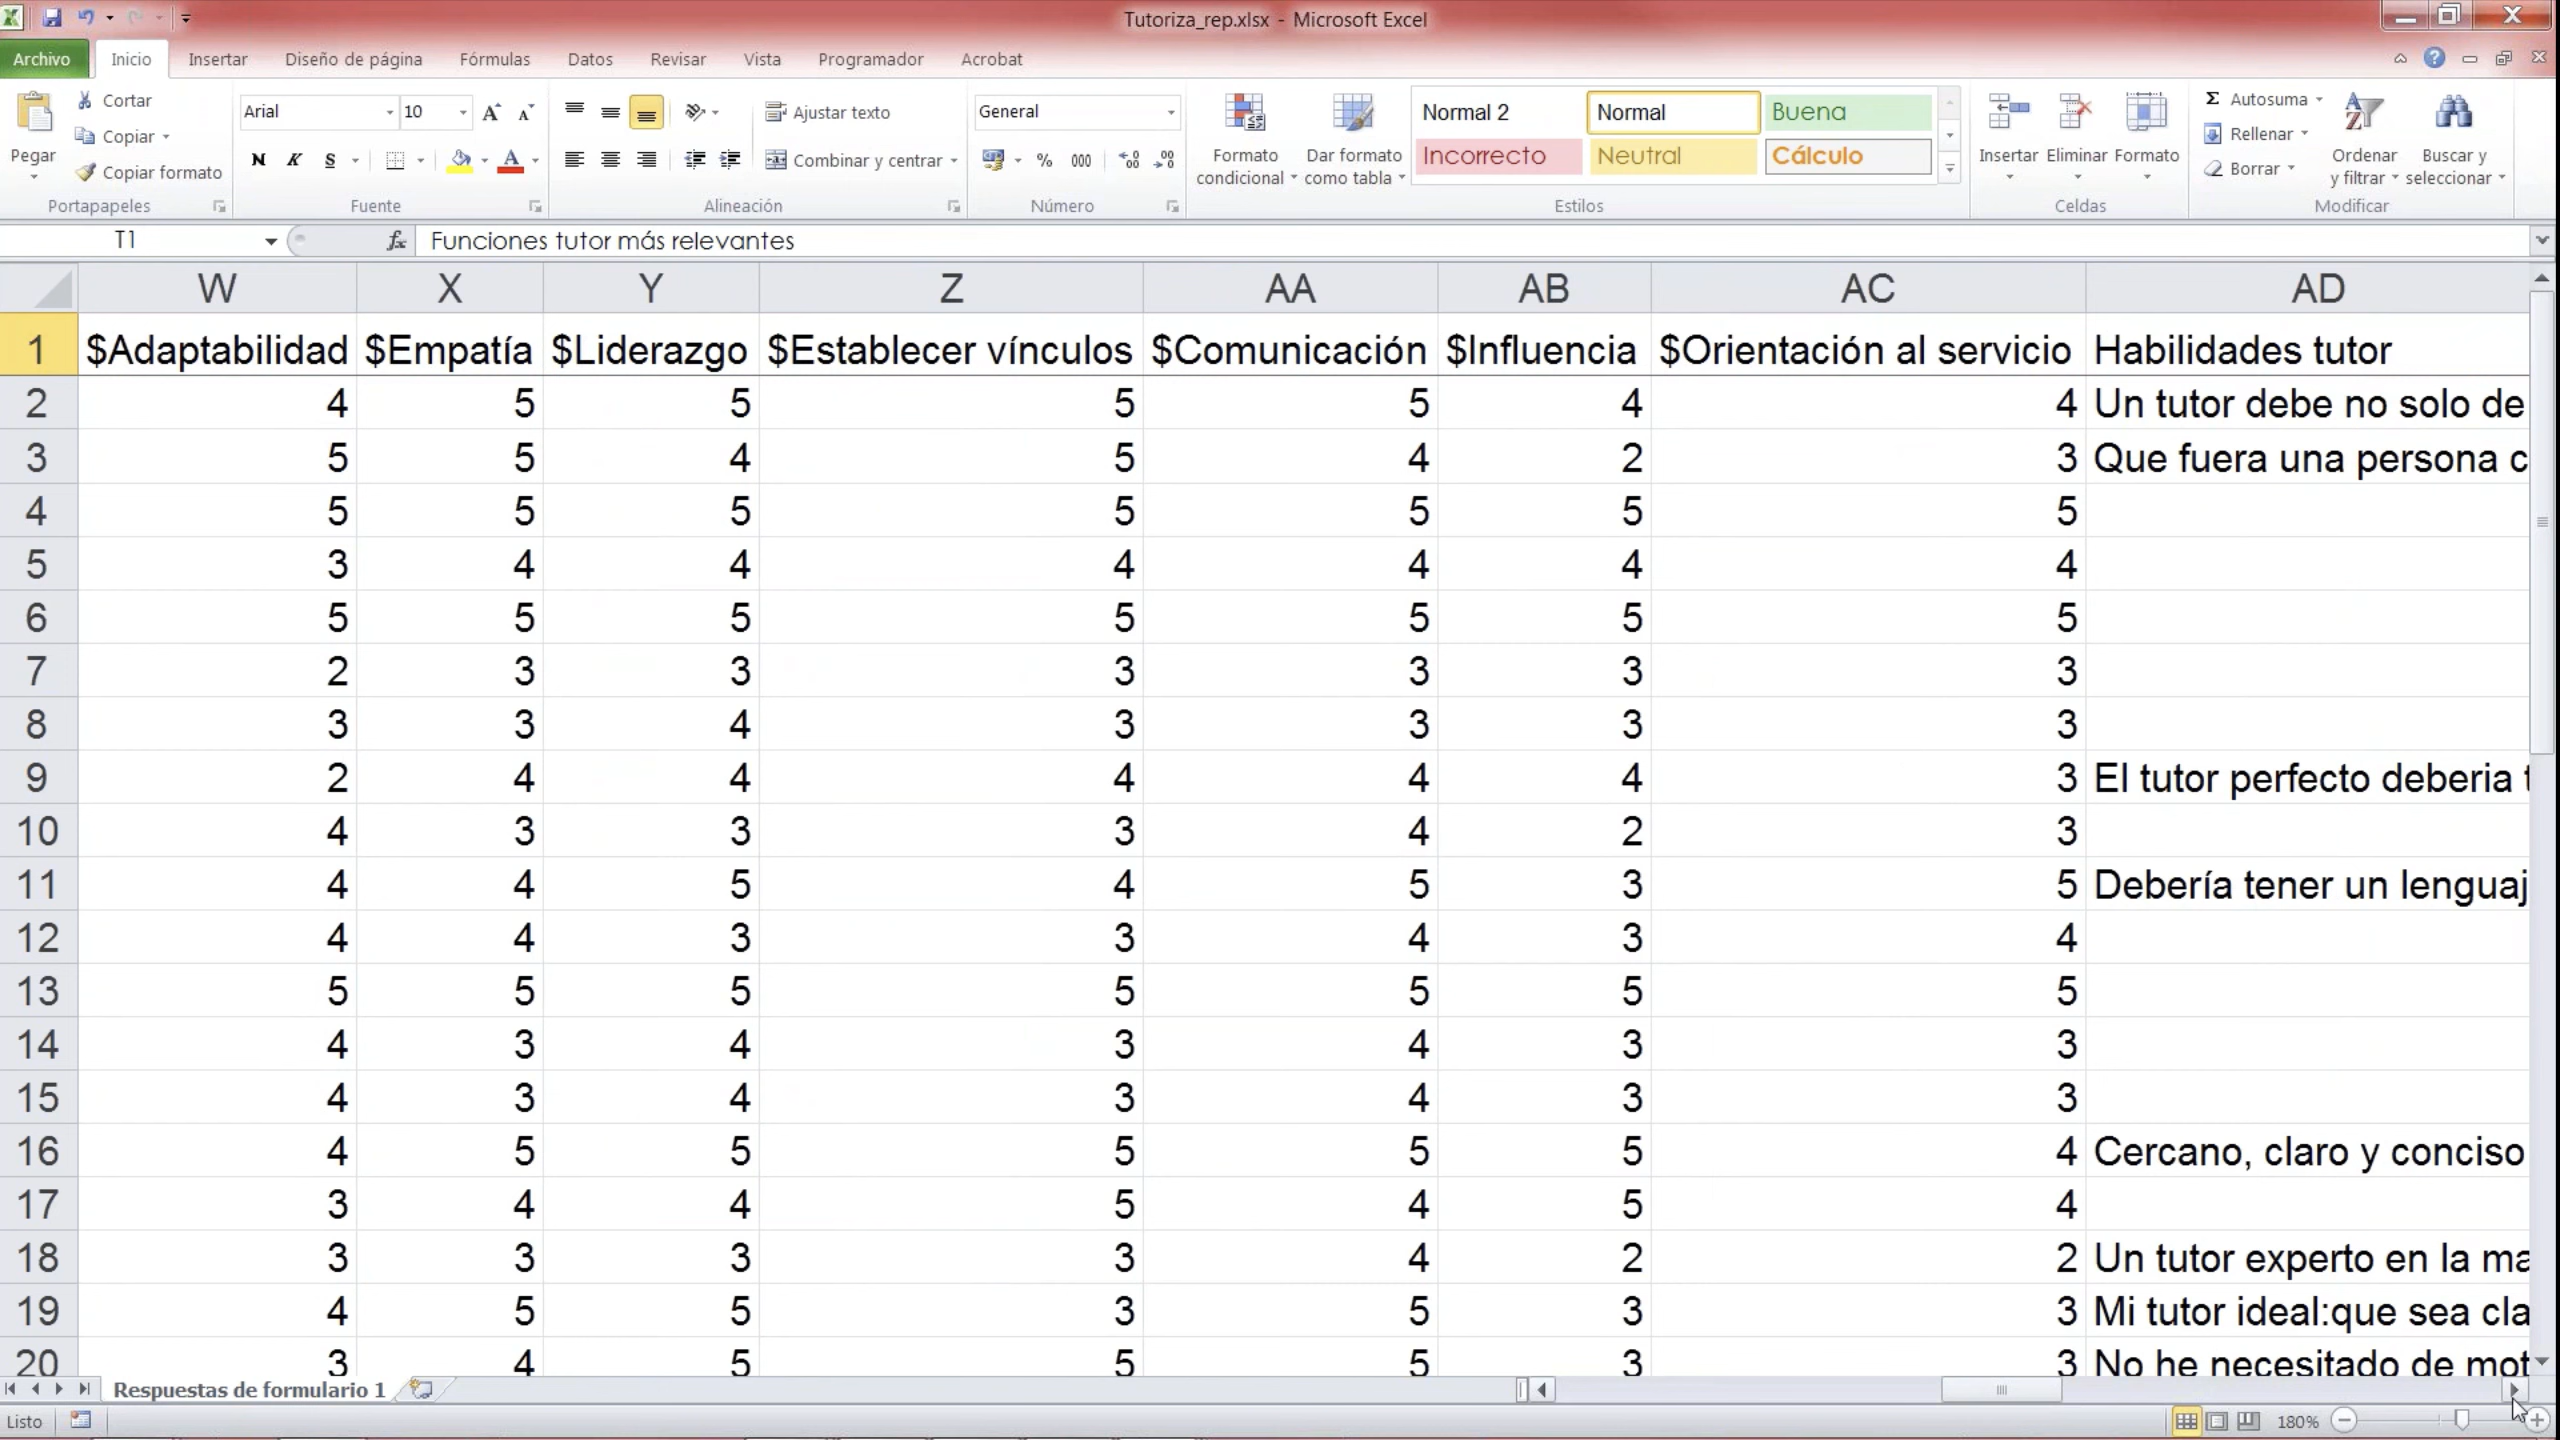 Tutoriza_rep.xlsx - Microsoft Excel
Archivo Inicio Insertar Diseño de página Fórmulas Datos Revisar Vista Programador Acrobat
Pegar
Cortar
Copiar
Copiar formato
Portapapeles
Arial 10
N K S
Fuente
Ajustar texto
Combinar y centrar
Alineación
General
% 000
Número
Formato condicional
Dar formato como tabla
Normal 2 Normal Buena
Incorrecto Neutral Cálculo
Estilos
Insertar Eliminar Formato
Celdas
Σ Autosuma
Rellenar
Borrar
Ordenar y filtrar
Buscar y seleccionar
Modificar
T1 fx Funciones tutor más relevantes
W X Y Z AA AB AC AD
1 $Adaptabilidad $Empatía $Liderazgo $Establecer vínculos $Comunicación $Influencia $Orientación al servicio Habilidades tutor
2 4 5 5 5 5 4 4 Un tutor debe no solo de
3 5 5 4 5 4 2 3 Que fuera una persona c
4 5 5 5 5 5 5 5
5 3 4 4 4 4 4 4
6 5 5 5 5 5 5 5
7 2 3 3 3 3 3 3
8 3 3 4 3 3 3 3
9 2 4 4 4 4 4 3 El tutor perfecto deberia t
10 4 3 3 3 4 2 3
11 4 4 5 4 5 3 5 Debería tener un lenguaj
12 4 4 3 3 4 3 4
13 5 5 5 5 5 5 5
14 4 3 4 3 4 3 3
15 4 3 4 3 4 3 3
16 4 5 5 5 5 5 4 Cercano, claro y conciso
17 3 4 4 5 4 5 4
18 3 3 3 3 4 2 2 Un tutor experto en la ma
19 4 5 5 3 5 3 3 Mi tutor ideal:que sea cla
20 3 4 5 5 5 3 3 No he necesitado de mot
Respuestas de formulario 1
Listo 180%